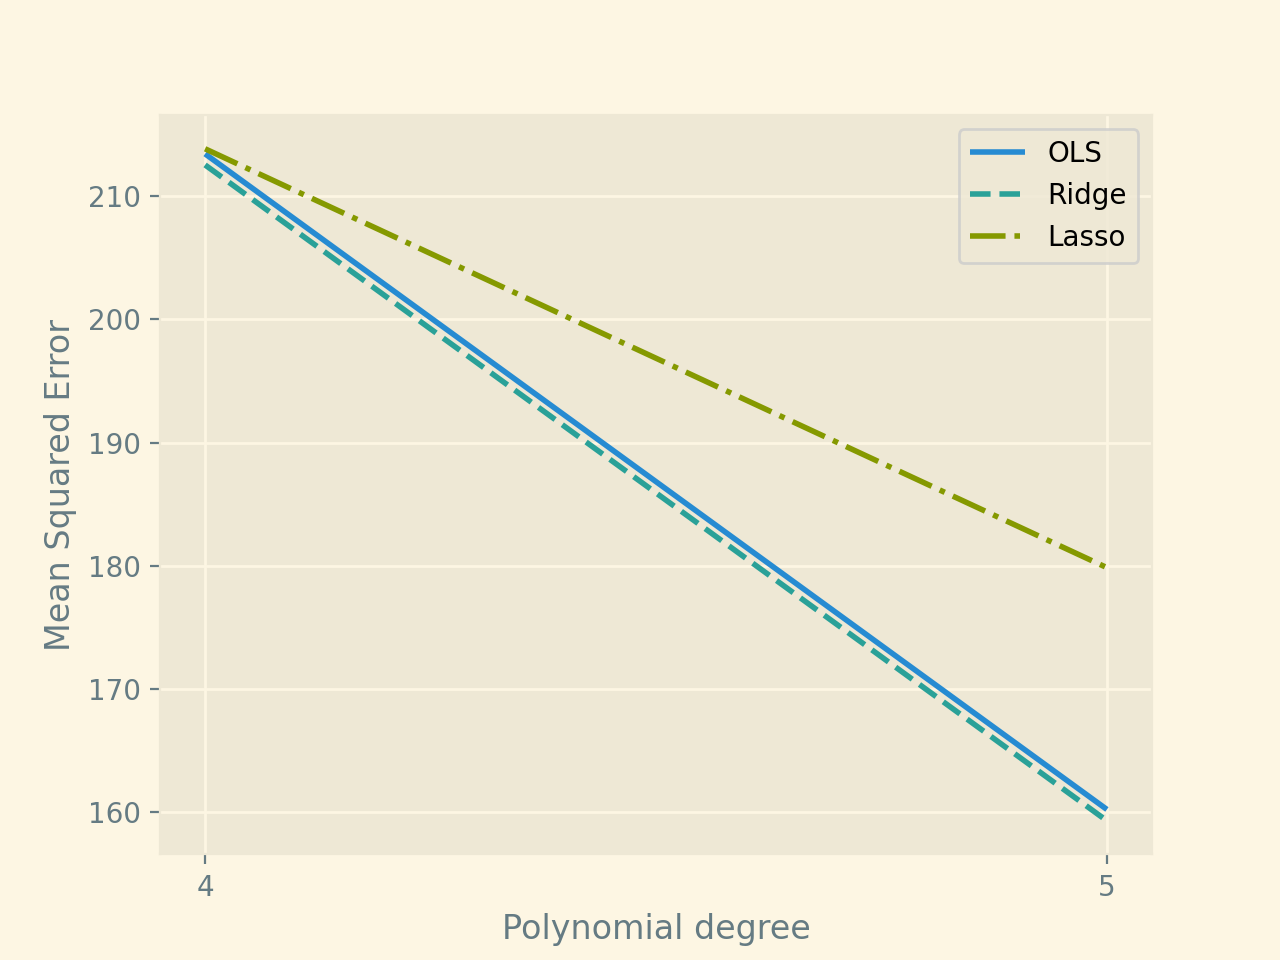 OLS
Ridge
Lasso
Mean Squared Error
210
200
190
180
170
160
4
5
Polynomial degree